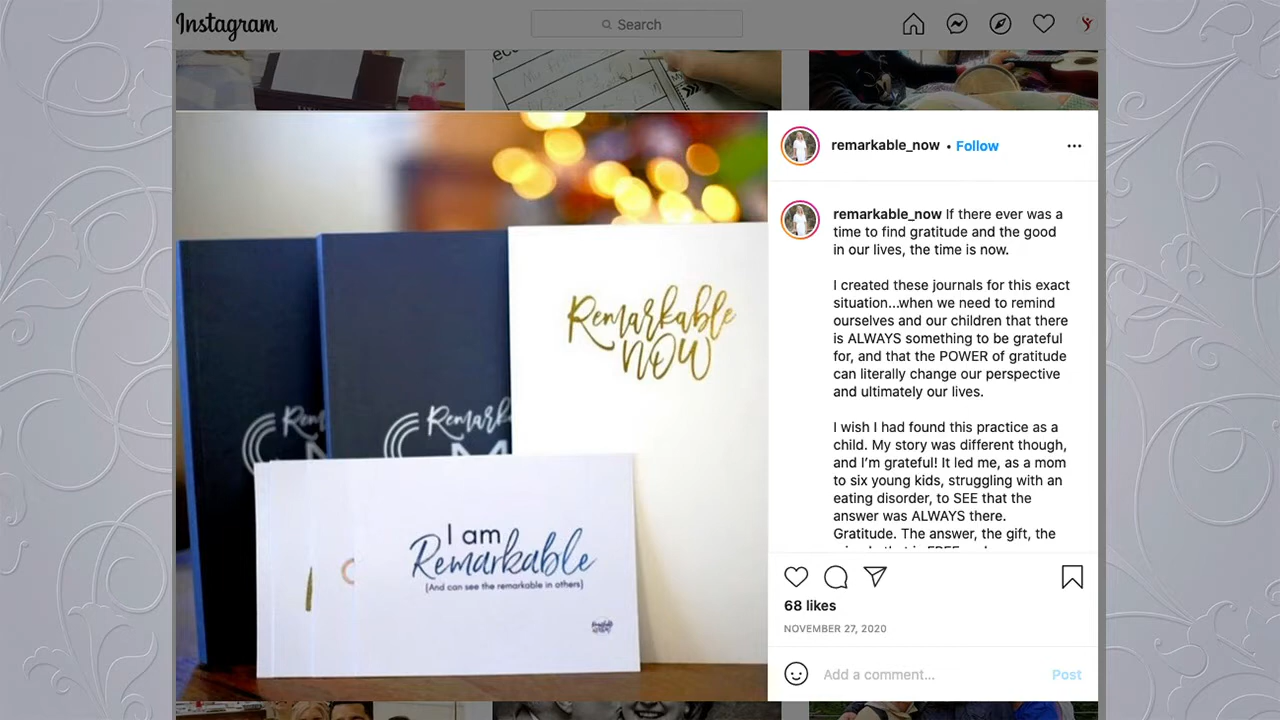 Instagram
Search
remarkable_now • Follow
remarkable_now If there ever was a
time to find gratitude and the good
in our lives, the time is now.
I created these journals for this exact
situation...when we need to remind
ourselves and our children that there
is ALWAYS something to be grateful
for, and that the POWER of gratitude
can literally change our perspective
and ultimately our lives.
I wish I had found this practice as a
child. My story was different though,
and I'm grateful! It led me, as a mom
to six young kids, struggling with an
eating disorder, to SEE that the
answer was ALWAYS there.
Gratitude. The answer, the gift, the
68 likes
NOVEMBER 27, 2020
Add a comment...
Post
Remarkable
NOW
I am
Remarkable
(And can see the remarkable in others)